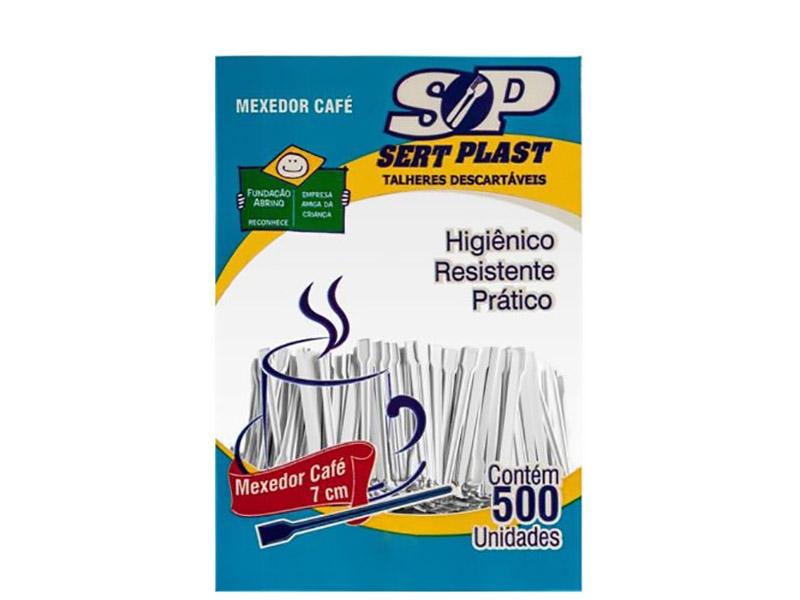 MEXEDOR CAFÉ
SP
SERT PLAST
TALHERES DESCARTÁVEIS
FUNDAÇÃO
ABRINQ
RECONHECE
EMPRESA
AMIGA DA
CRIANÇA
Higiênico
Resistente
Prático
Mexedor Café
7 cm
Contém
500
Unidades